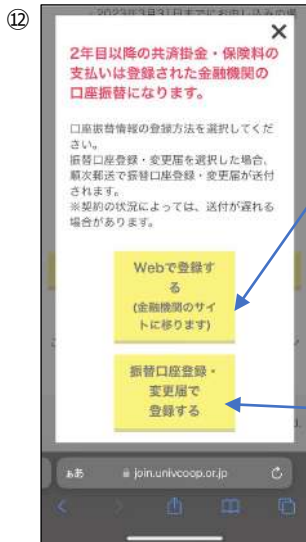 ⑫
2023年3月31日までにお申し込みの場
×
2年目以降の共済掛金・保険料の
支払いは登録された金融機関の
口座振替になります。
口座振替情報の登録方法を選択してくだ
さい。
振替口座登録・変更届を選択した場合、
順次郵送で振替口座登録・変更届が送付
されます。
※契約の状況によっては、送付が遅れる
場合があります。
Webで登録す
る
(金融機関のサイ
トに移ります)
振替口座登録・
変更届で
登録する
ぁあ
join.univcoop.or.jp